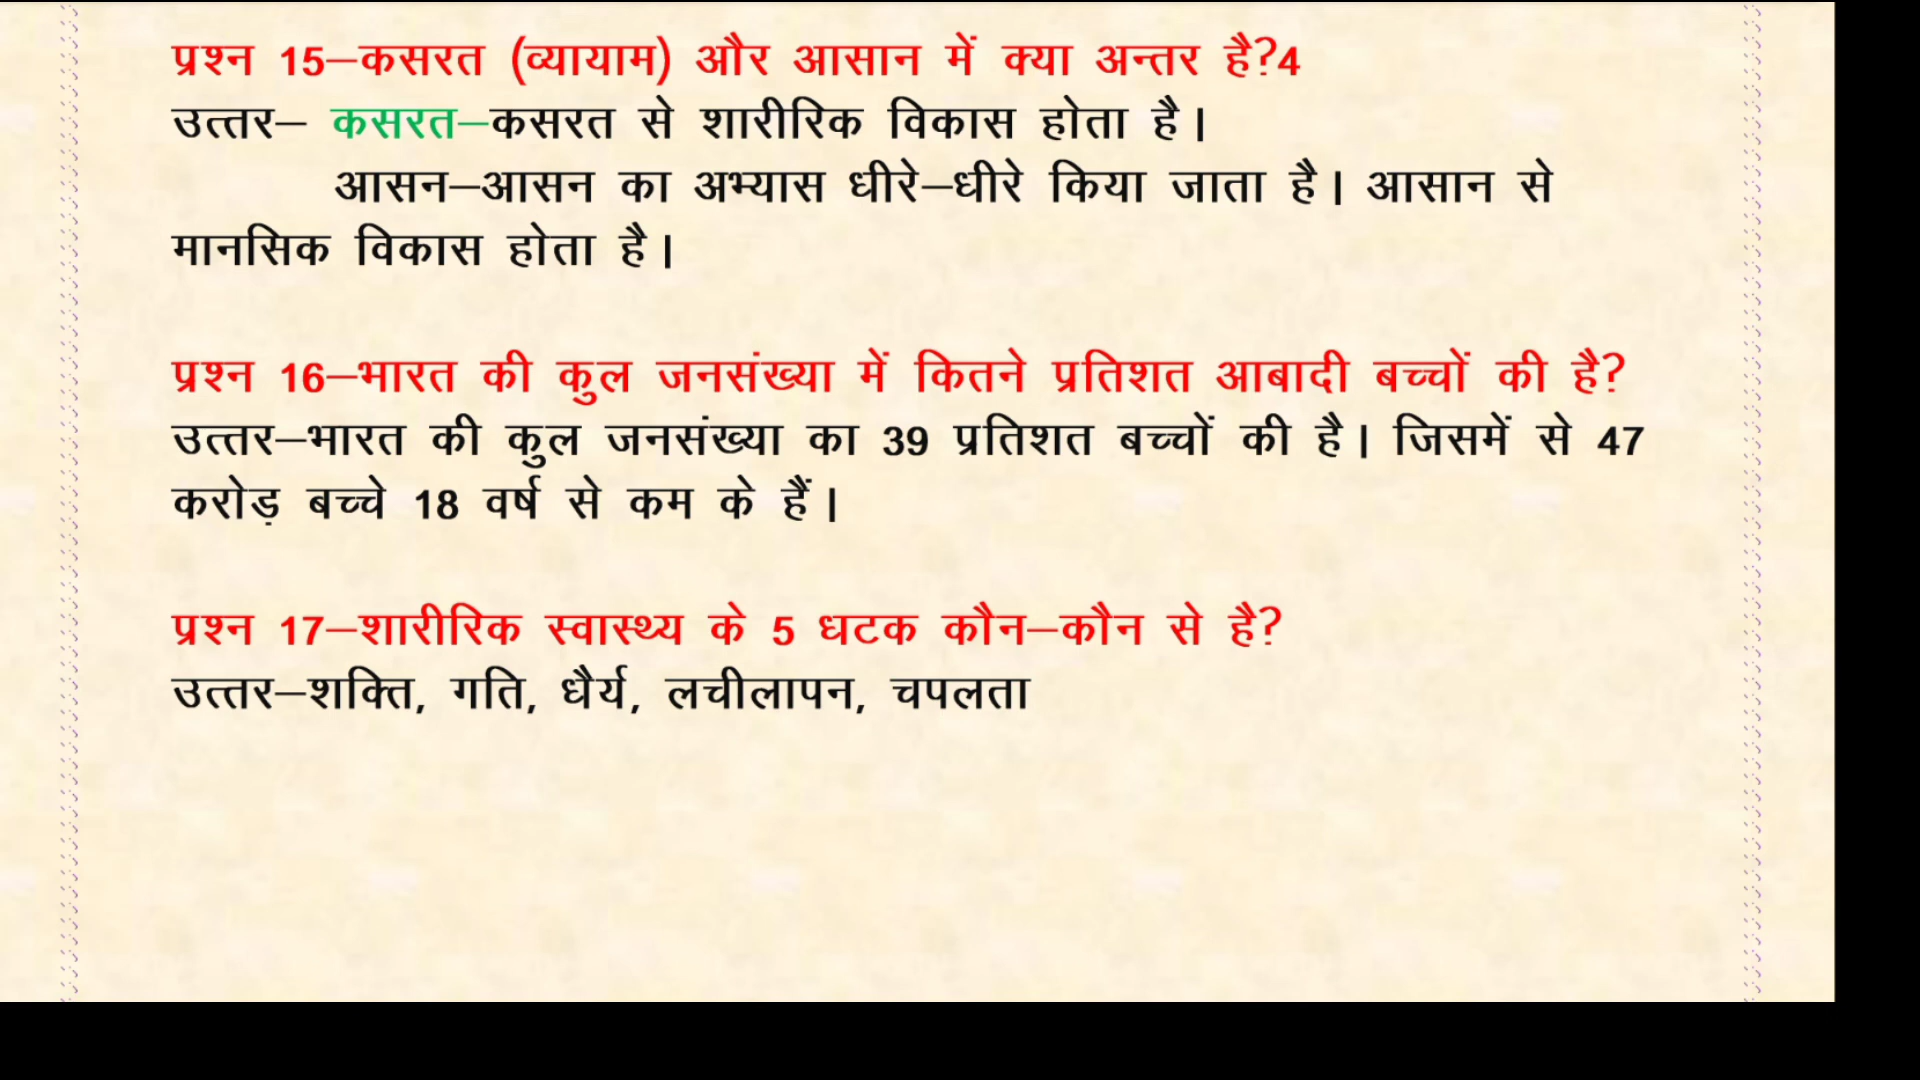 प्रश्न 15–कसरत (व्यायाम) और आसान में क्या अन्तर है?4
उत्तर– कसरत–कसरत से शारीरिक विकास होता है।
आसन–आसन का अभ्यास धीरे–धीरे किया जाता है। आसान से
मानसिक विकास होता है।
प्रश्न 16–भारत की कुल जनसंख्या में कितने प्रतिशत आबादी बच्चों की है?
उत्तर–भारत की कुल जनसंख्या का 39 प्रतिशत बच्चों की है। जिसमें से 47
करोड़ बच्चे 18 वर्ष से कम के हैं।
प्रश्न 17–शारीरिक स्वास्थ्य के 5 धटक कौन–कौन से है?
उत्तर–शक्ति, गति, धैर्य, लचीलापन, चपलता